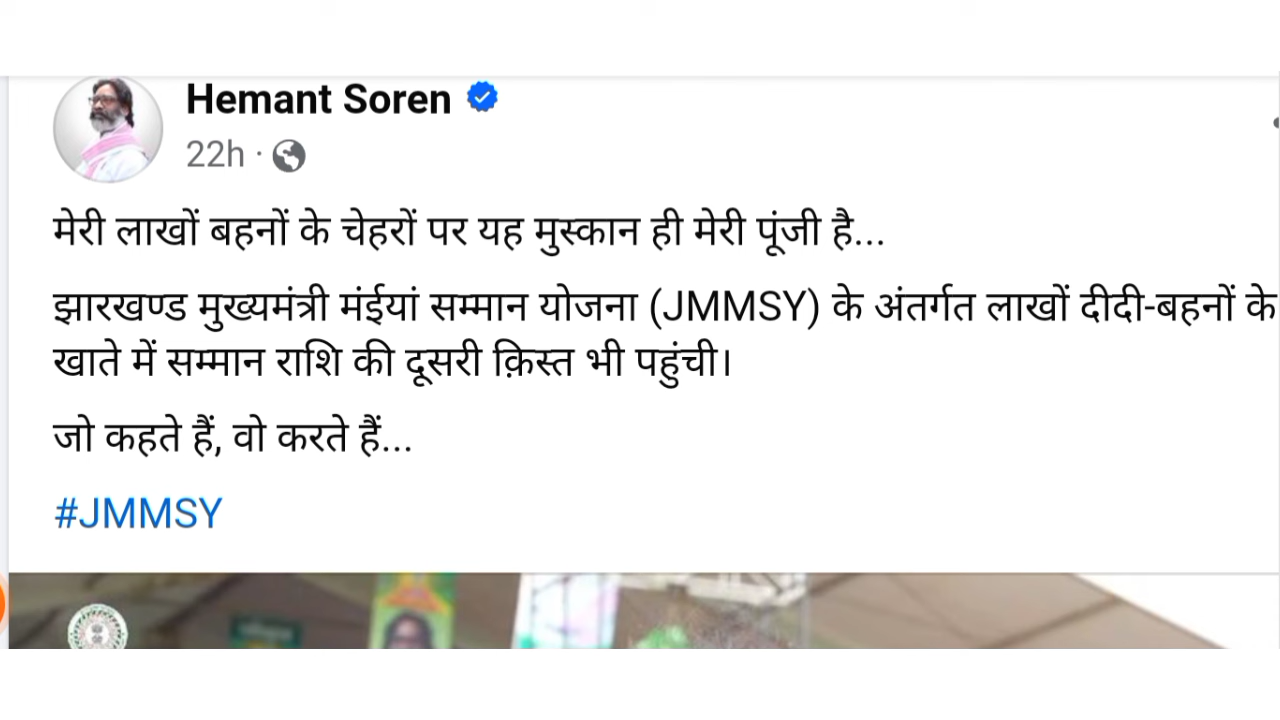 Hemant Soren
22h ·
मेरी लाखों बहनों के चेहरों पर यह मुस्कान ही मेरी पूंजी है...
झारखण्ड मुख्यमंत्री मंईयां सम्मान योजना (JMMSY) के अंतर्गत लाखों दीदी-बहनों के
खाते में सम्मान राशि की दूसरी क़िस्त भी पहुंची।
जो कहते हैं, वो करते हैं...
#JMMSY